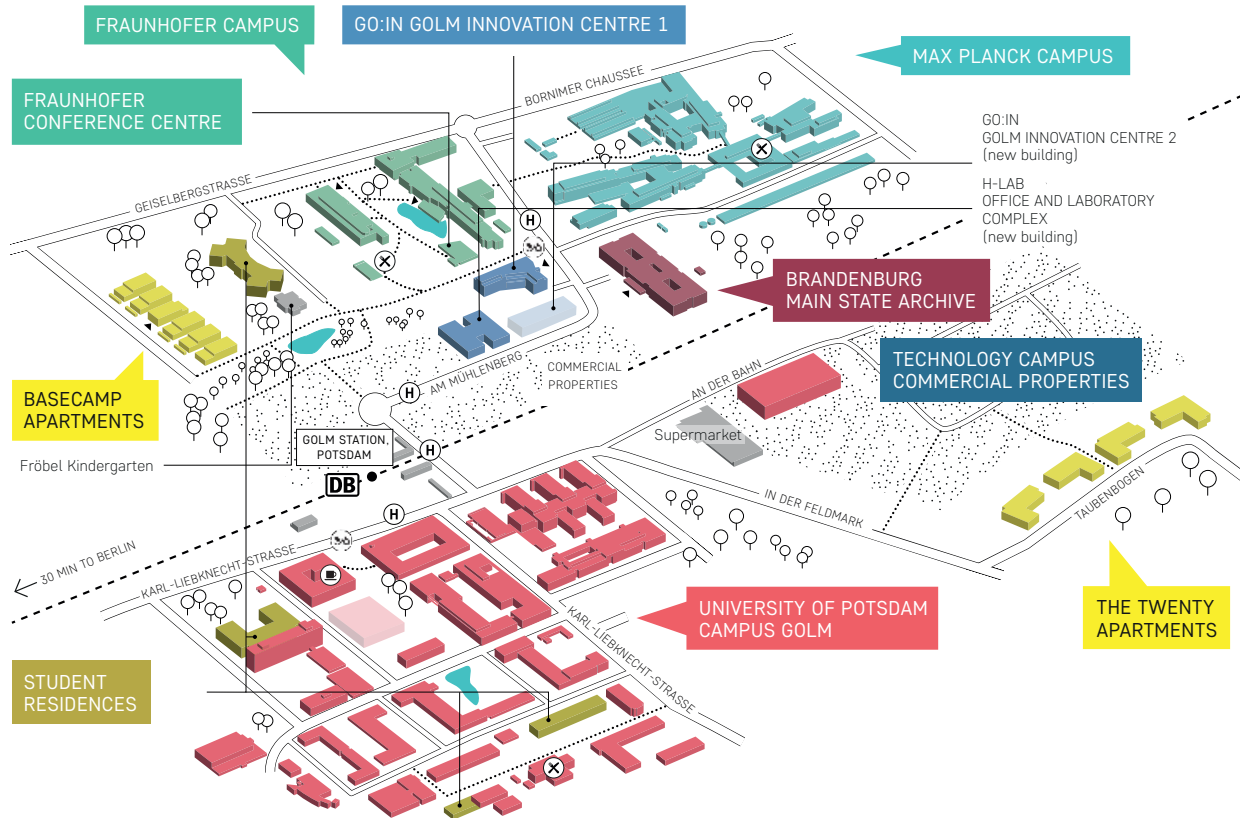 FRAUNHOFER CAMPUS
GO:IN GOLM INNOVATION CENTRE 1
MAX PLANCK CAMPUS
FRAUNHOFER
CONFERENCE CENTRE
BORNIMER CHAUSSEE
GO:IN
GOLM INNOVATION CENTRE 2
(new building)
H-LAB
OFFICE AND LABORATORY
COMPLEX
(new building)
GEISELBERGSTRASSE
H
BRANDENBURG
MAIN STATE ARCHIVE
TECHNOLOGY CAMPUS
COMMERCIAL PROPERTIES
COMMERCIAL
PROPERTIES
AM MÜHLENBERG
AN DER BAHN
BASECAMP
APARTMENTS
H
Supermarket
GOLM STATION,
POTSDAM
H
Fröbel Kindergarten
DB
H
IN DER FELDMARK
TAUBENBOGEN
30 MIN TO BERLIN
KARL-LIEBKNECHT-STRASSE
UNIVERSITY OF POTSDAM
CAMPUS GOLM
KARL-LIEBKNECHT-STRASSE
THE TWENTY
APARTMENTS
STUDENT
RESIDENCES